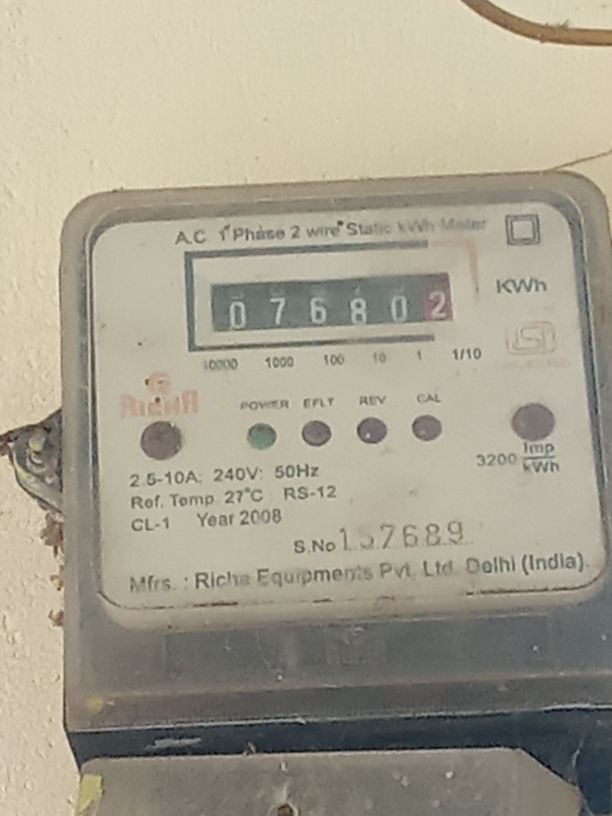 A.C. 1 Phase 2 wire Static kWh Meter
076802
KWh
10000 1000 100 10 1 1/10
RICHA
POWER EFLT REV CAL
3200 Imp/kWh
2.5-10A; 240V: 50Hz
Ref. Temp 27°C RS-12
CL-1 Year 2008
S.No 157689
Mfrs. : Richa Equipments Pvt. Ltd. Delhi (India).